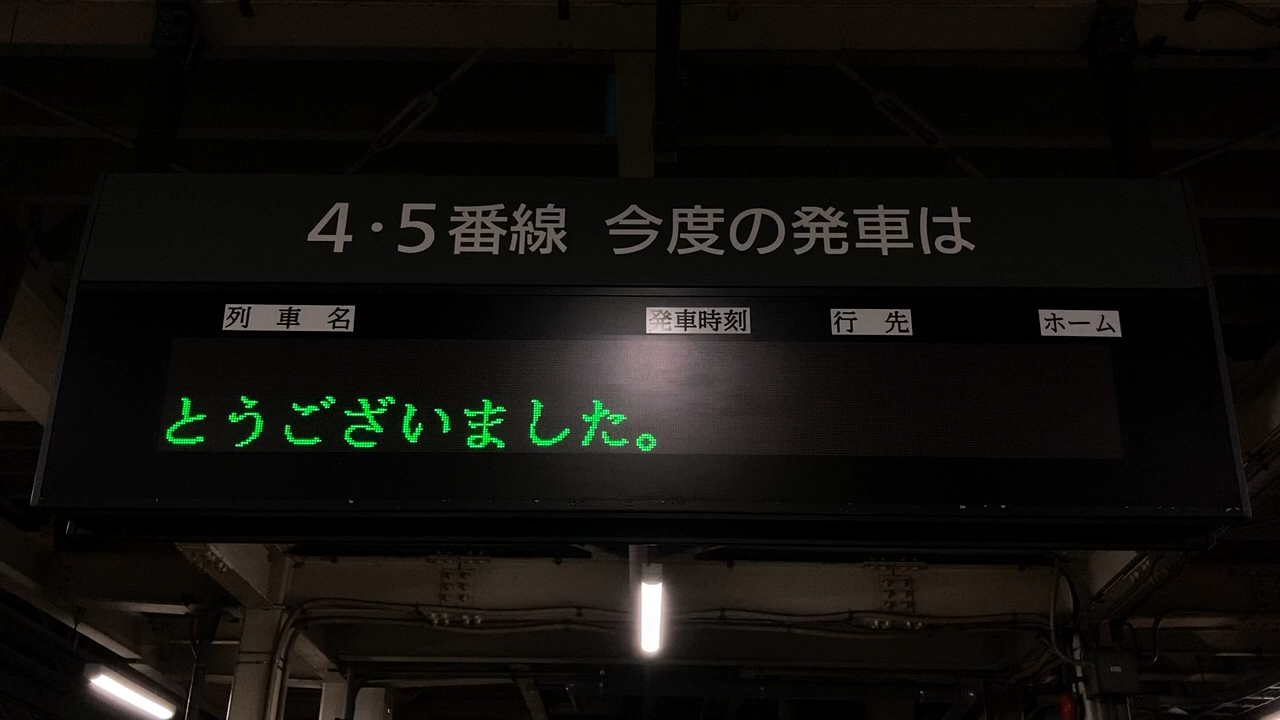 4・5番線 今度の発車は
列車名 発車時刻 行先 ホーム
とうございました。